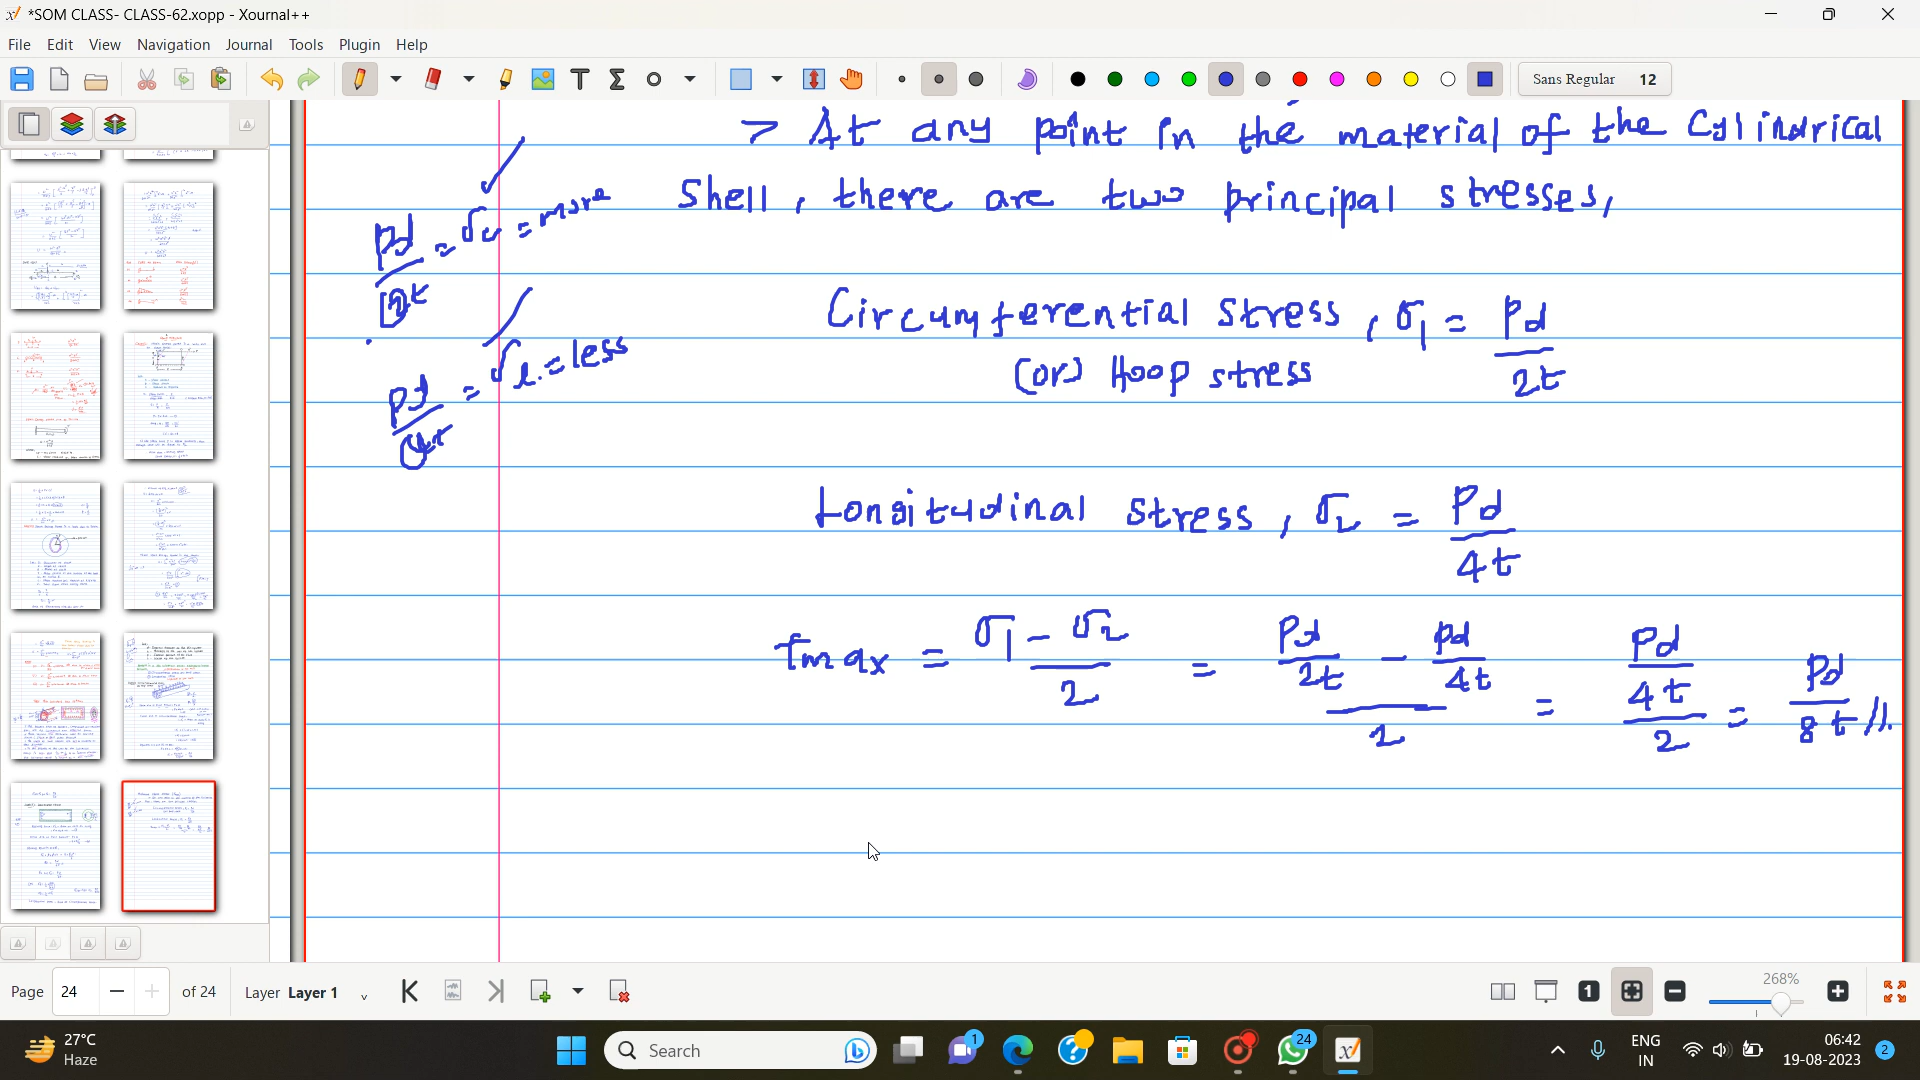 *SOM CLASS- CLASS-62.xopp - Xournal++
File Edit View Navigation Journal Tools Plugin Help
Sans Regular 12
> At any point in the material of the Cylindrical
Shell, there are two principal stresses,
Pd/2t = σc = more
Circumferential Stress, σ1 = Pd/2t
(or) Hoop stress
Pd/4t = σL = less
Longitudinal Stress, σ2 = Pd/4t
τmax = (σ1 - σ2)/2 = (Pd/2t - Pd/4t)/2 = (Pd/4t)/2 = Pd/8t //.
Page 24 of 24 Layer Layer 1
268%
27°C
Haze
Search
1
24
ENG
IN
06:42
19-08-2023
2